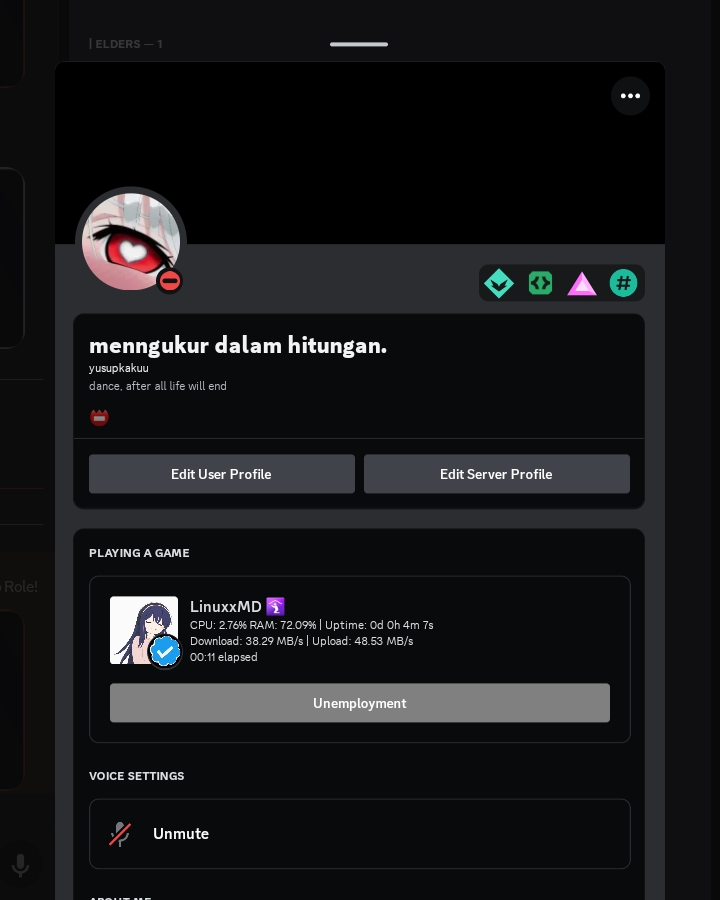 | ELDERS — 1
menngukur dalam hitungan.
yusupkakuu
dance, after all life will end
Edit User Profile
Edit Server Profile
PLAYING A GAME
LinuxxMD
CPU: 2.76% RAM: 72.09% | Uptime: 0d 0h 4m 7s
Download: 38.29 MB/s | Upload: 48.53 MB/s
00:11 elapsed
Role!
Unemployment
VOICE SETTINGS
Unmute
ABOUT ME